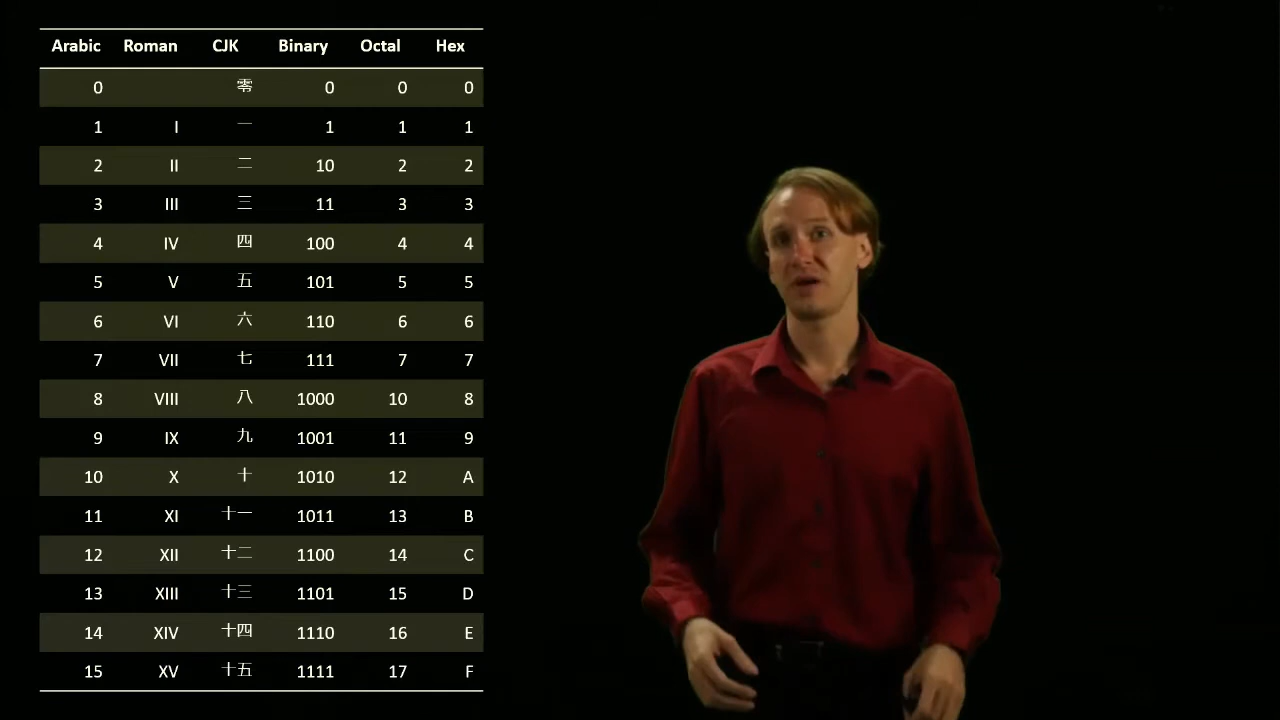 Arabic Roman CJK Binary Octal Hex
0 零 0 0 0
1 I 一 1 1 1
2 II 二 10 2 2
3 III 三 11 3 3
4 IV 四 100 4 4
5 V 五 101 5 5
6 VI 六 110 6 6
7 VII 七 111 7 7
8 VIII 八 1000 10 8
9 IX 九 1001 11 9
10 X 十 1010 12 A
11 XI 十一 1011 13 B
12 XII 十二 1100 14 C
13 XIII 十三 1101 15 D
14 XIV 十四 1110 16 E
15 XV 十五 1111 17 F